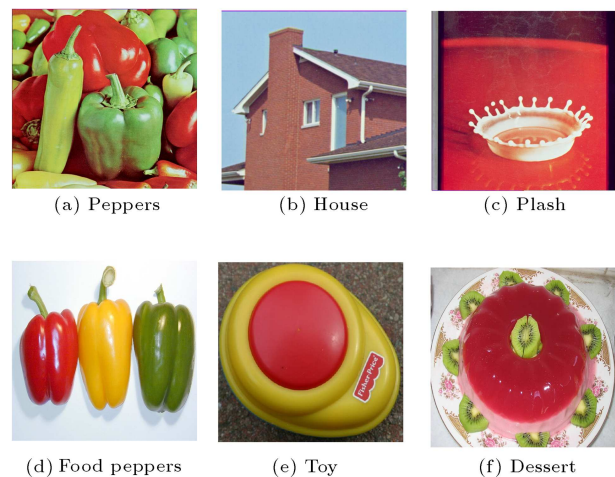 (a) Peppers
(b) House
(c) Plash
Fisher-Price
(d) Food peppers
(e) Toy
(f) Dessert